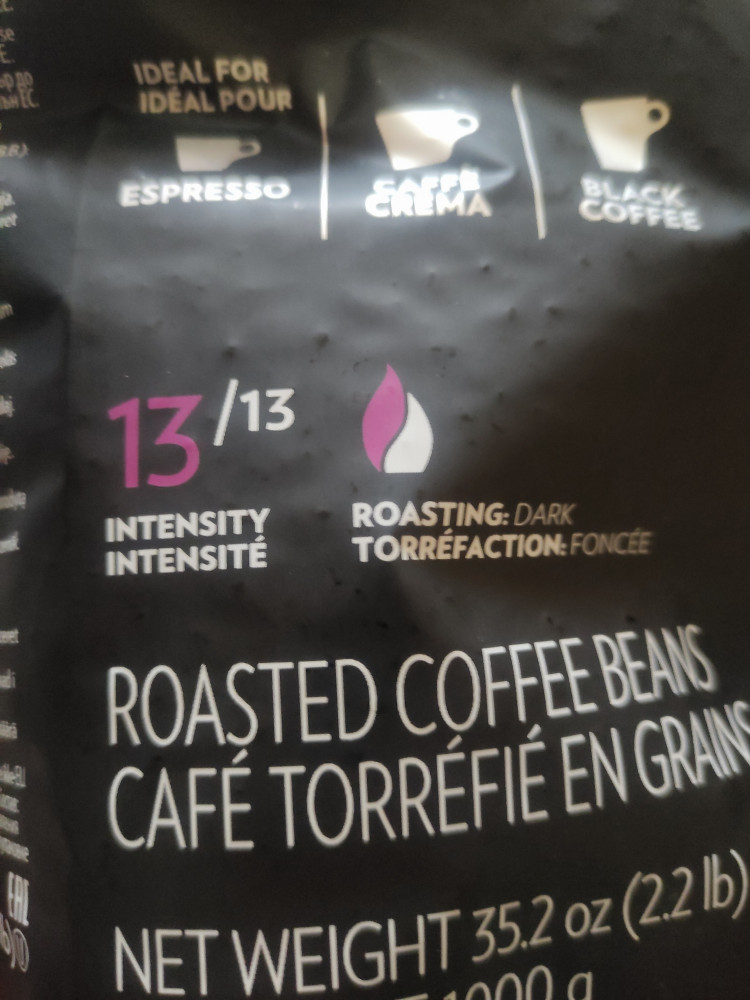 IDEAL FOR
IDÉAL POUR
ESPRESSO
CAFFÈ
CREMA
BLACK
COFFEE
13/13
INTENSITY
INTENSITÉ
ROASTING: DARK
TORRÉFACTION: FONCÉE
ROASTED COFFEE BEANS
CAFÉ TORRÉFIÉ EN GRAINS
NET WEIGHT 35.2 oz (2.2 lb)
1000 g